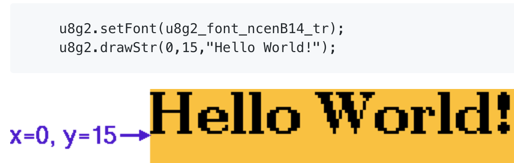 u8g2.setFont(u8g2_font_ncenB14_tr);
u8g2.drawStr(0,15,"Hello World!");
Hello World!
x=0, y=15